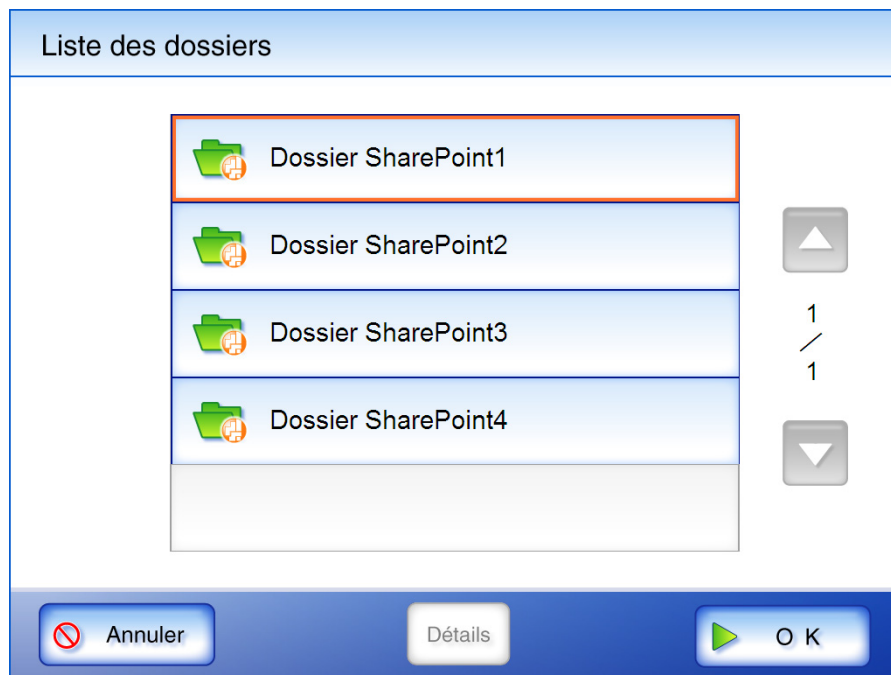 Liste des dossiers
Dossier SharePoint1
Dossier SharePoint2
Dossier SharePoint3
Dossier SharePoint4
1
/
1
Annuler
Détails
O K